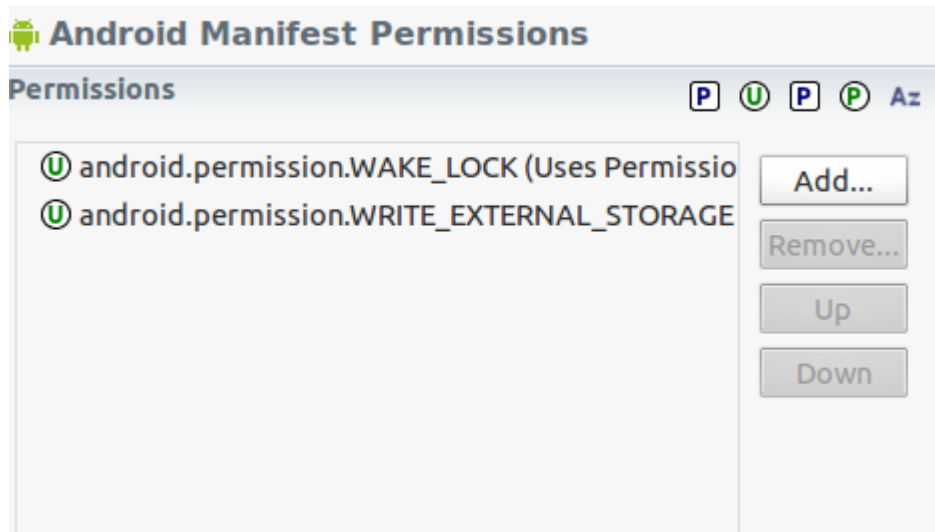 Android Manifest Permissions
Permissions
P U P P Az
U android.permission.WAKE_LOCK (Uses Permissio
U android.permission.WRITE_EXTERNAL_STORAGE
Add...
Remove...
Up
Down